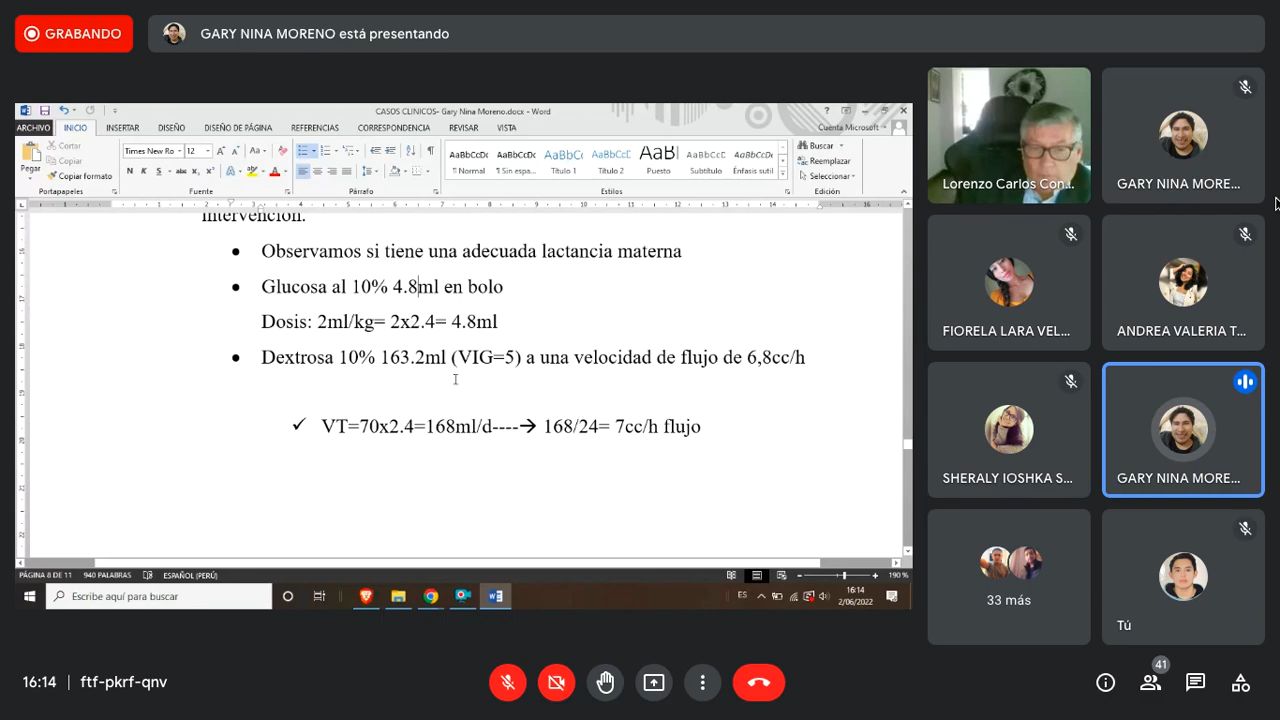 GRABANDO
GARY NINA MORENO está presentando
CASOS CLINICOS- Gary Nina Moreno.docx - Word
ARCHIVO INICIO INSERTAR DISEÑO DISEÑO DE PÁGINA REFERENCIAS CORRESPONDENCIA REVISAR VISTA Cuenta Microsoft
Pegar
Cortar
Copiar
Copiar formato
Portapapeles
Times New Ro 12
N K S
Fuente
Párrafo
AaBbCcDc AaBbCcDc AaBbCc AaBbCcD AaBl AaBbCcD AaBbCcDt
¶ Normal ¶ Sin espa... Título 1 Título 2 Puesto Subtítulo Énfasis sutil
Estilos
Buscar
Reemplazar
Seleccionar
Edición
intervención.
• Observamos si tiene una adecuada lactancia materna
• Glucosa al 10% 4.8ml en bolo
Dosis: 2ml/kg= 2x2.4= 4.8ml
• Dextrosa 10% 163.2ml (VIG=5) a una velocidad de flujo de 6,8cc/h
✓ VT=70x2.4=168ml/d----→ 168/24= 7cc/h flujo
PÁGINA 8 DE 11 940 PALABRAS ESPAÑOL (PERÚ) 190 %
Escribe aquí para buscar
ES
16:14
2/06/2022
Lorenzo Carlos Con...
GARY NINA MORE...
FIORELA LARA VEL...
ANDREA VALERIA T...
SHERALY IOSHKA S...
GARY NINA MORE...
33 más
Tú
16:14 | ftf-pkrf-qnv
41